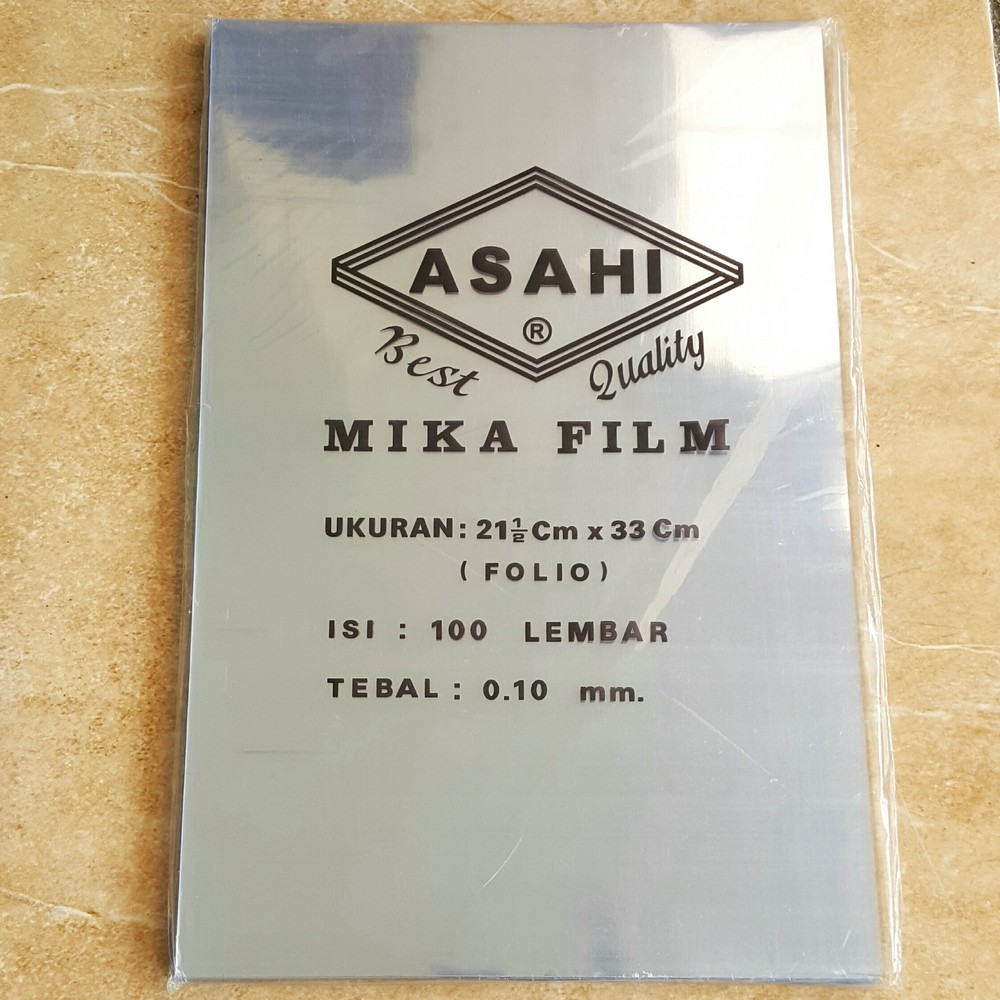 ASAHI
®
Best Quality
MIKA FILM
UKURAN: 21½ Cm x 33 Cm
( FOLIO )
ISI : 100 LEMBAR
TEBAL : 0.10 mm.